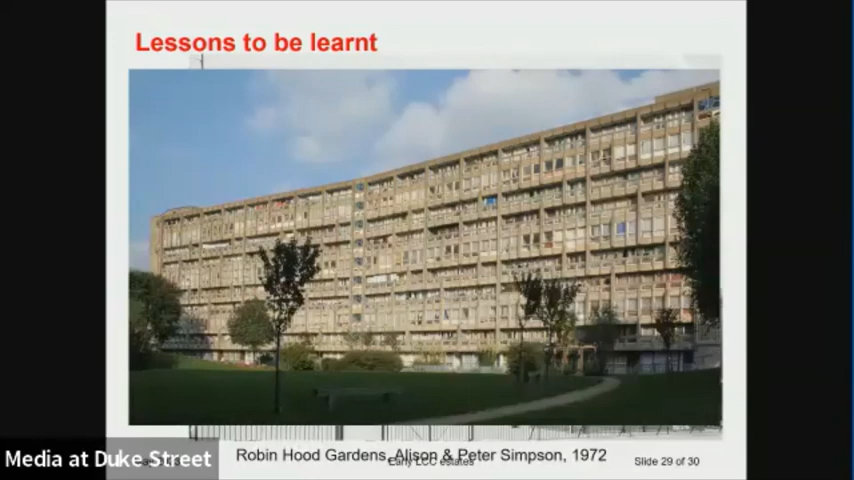 Lessons to be learnt
Robin Hood Gardens, Alison & Peter Simpson, 1972
Early LCC estates
Slide 29 of 30
Media at Duke Street